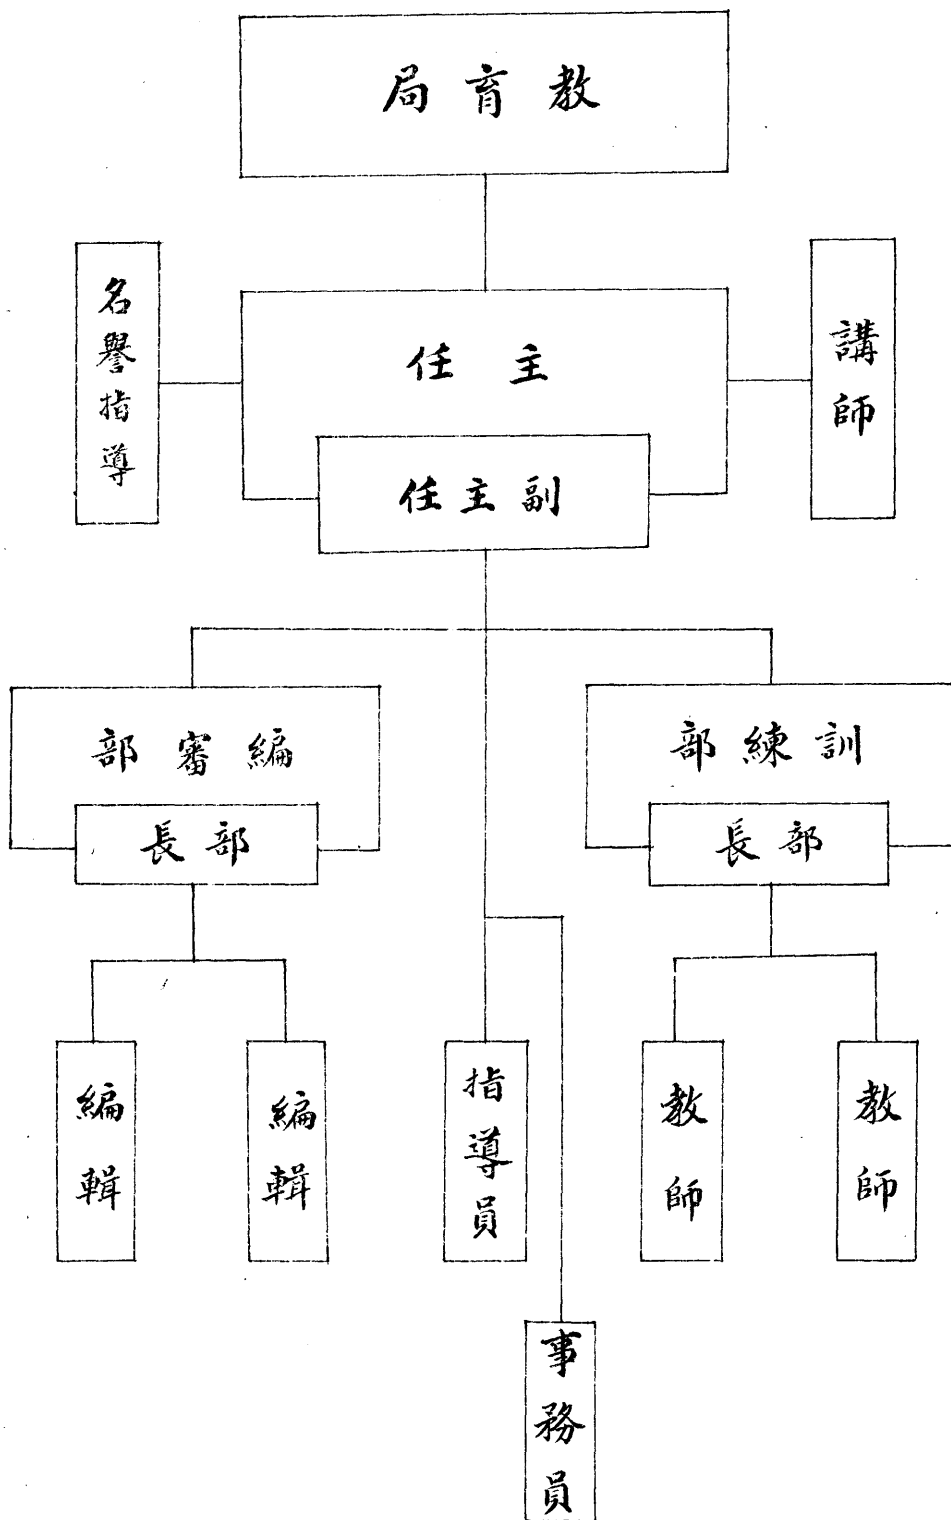 教育局
主任
副主任
講師
名譽指導
訓練部
部長
編審部
部長
教師
教師
指導員
編輯
編輯
事務員